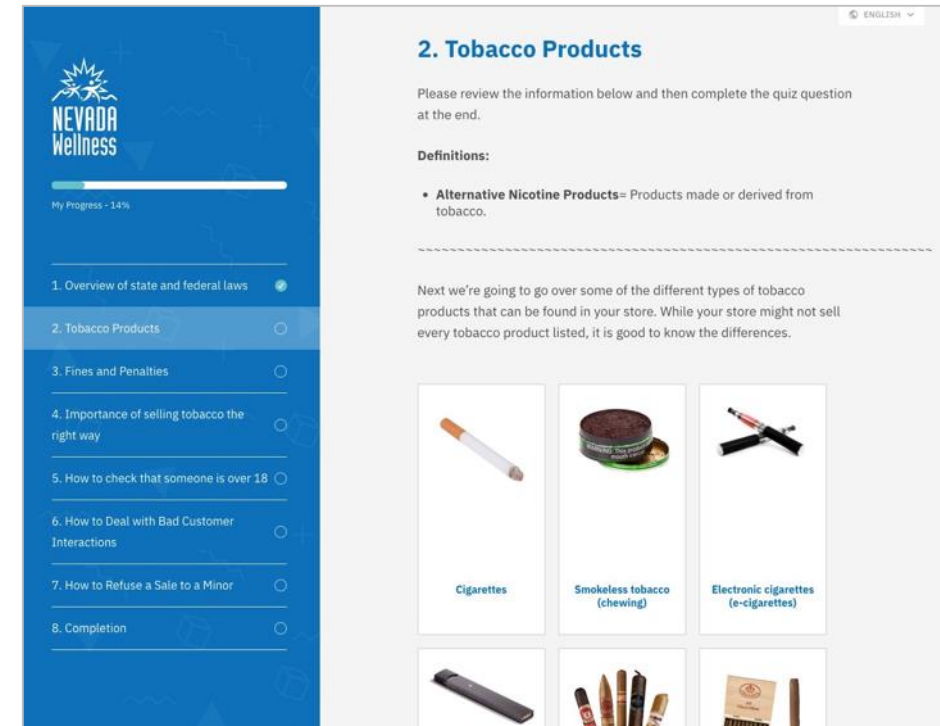 ENGLISH
NEVADA
Wellness
My Progress - 14%
1. Overview of state and federal laws
2. Tobacco Products
3. Fines and Penalties
4. Importance of selling tobacco the
right way
5. How to check that someone is over 18
6. How to Deal with Bad Customer
Interactions
7. How to Refuse a Sale to a Minor
8. Completion
2. Tobacco Products
Please review the information below and then complete the quiz question
at the end.
Definitions:
• Alternative Nicotine Products= Products made or derived from
tobacco.
Next we're going to go over some of the different types of tobacco
products that can be found in your store. While your store might not sell
every tobacco product listed, it is good to know the differences.
WARNING: This product
mouth cancer
Cigarettes
Smokeless tobacco
(chewing)
Electronic cigarettes
(e-cigarettes)